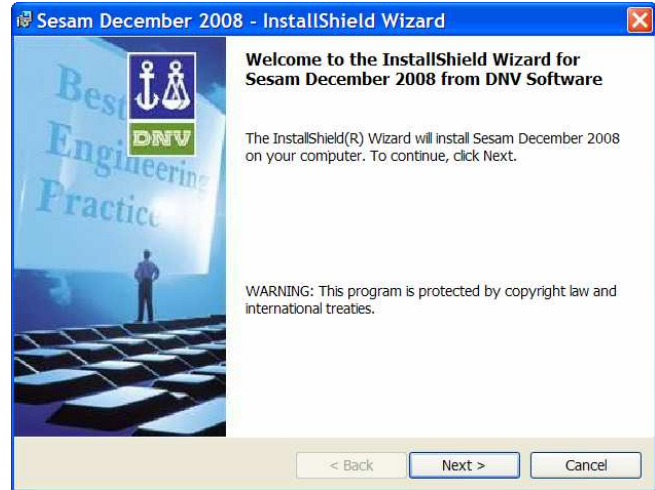 Sesam December 2008 - InstallShield Wizard
Best
Engineering
Practice
DNV
Welcome to the InstallShield Wizard for
Sesam December 2008 from DNV Software
The InstallShield(R) Wizard will install Sesam December 2008
on your computer. To continue, click Next.
WARNING: This program is protected by copyright law and
international treaties.
< Back
Next >
Cancel